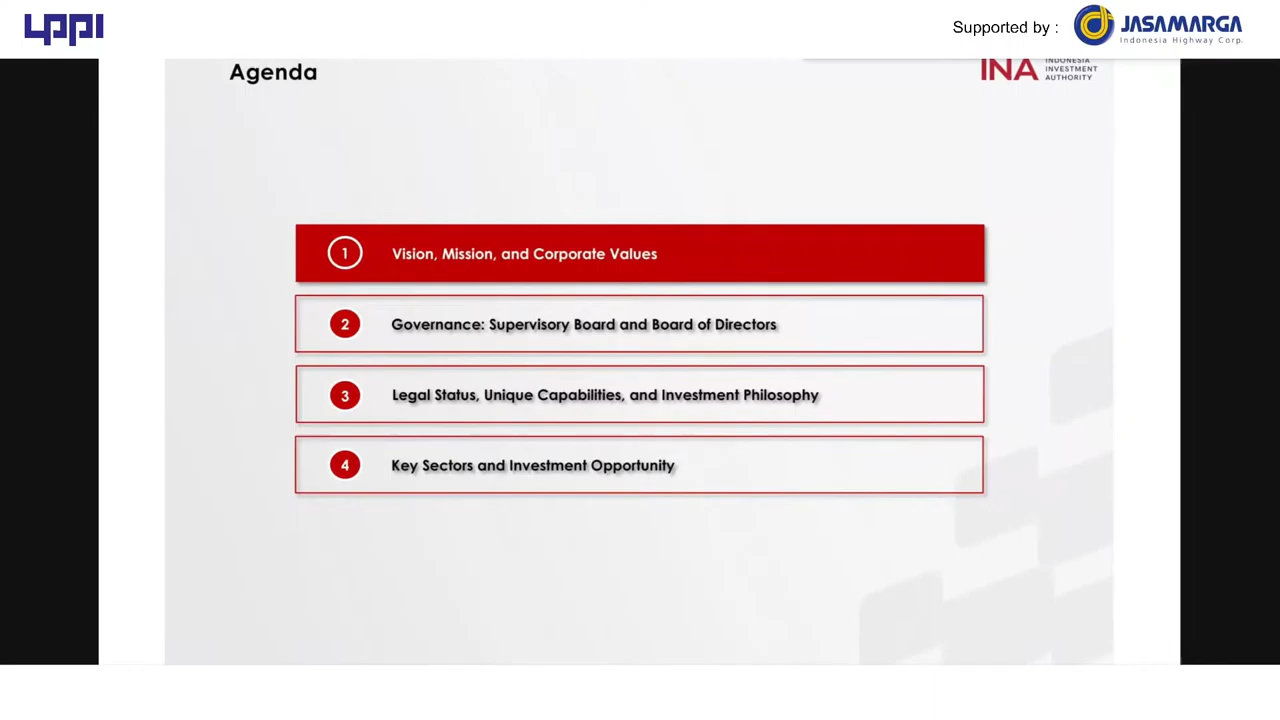 LPPI
Supported by :
JASAMARGA
Indonesia Highway Corp.
Agenda
INA
INDONESIA
INVESTMENT
AUTHORITY
1 Vision, Mission, and Corporate Values
2 Governance: Supervisory Board and Board of Directors
3 Legal Status, Unique Capabilities, and Investment Philosophy
4 Key Sectors and Investment Opportunity